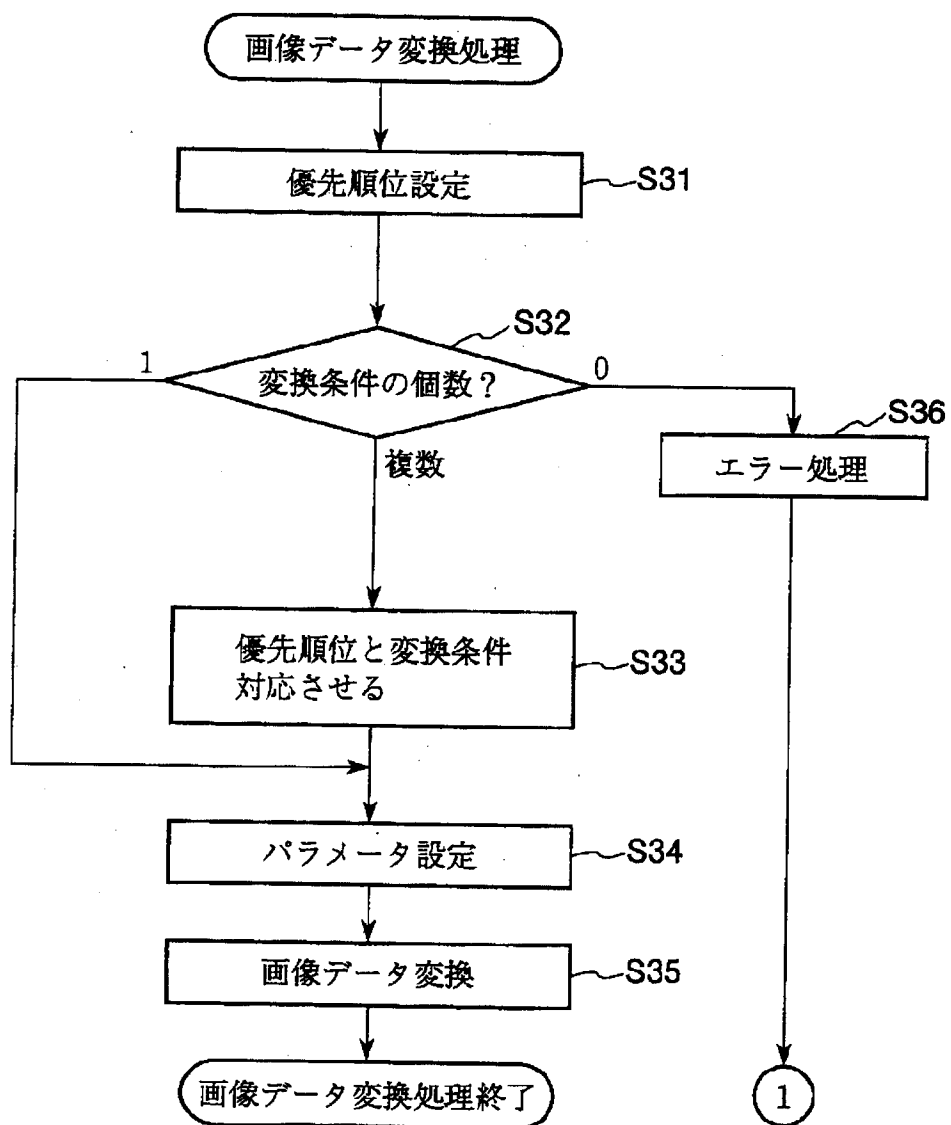 画像データ変換処理
優先順位設定
S31
S32
1
変換条件の個数？
0
複数
S36
エラー処理
優先順位と変換条件
対応させる
S33
パラメータ設定
S34
画像データ変換
S35
画像データ変換処理終了
1